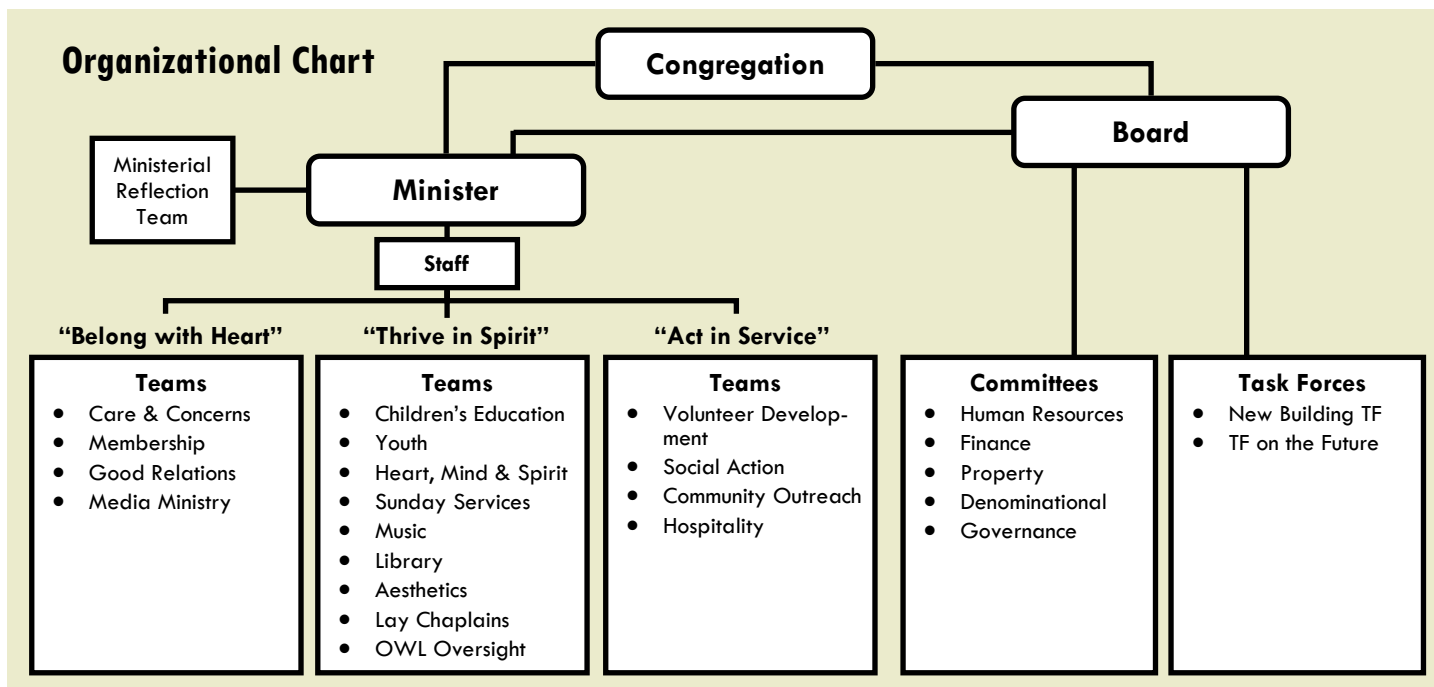 Organizational Chart
Congregation
Board
Ministerial
Reflection
Team
Minister
Staff
“Belong with Heart”
Teams
• Care & Concerns
• Membership
• Good Relations
• Media Ministry
“Thrive in Spirit”
Teams
• Children’s Education
• Youth
• Heart, Mind & Spirit
• Sunday Services
• Music
• Library
• Aesthetics
• Lay Chaplains
• OWL Oversight
“Act in Service”
Teams
• Volunteer Develop-
ment
• Social Action
• Community Outreach
• Hospitality
Committees
• Human Resources
• Finance
• Property
• Denominational
• Governance
Task Forces
• New Building TF
• TF on the Future